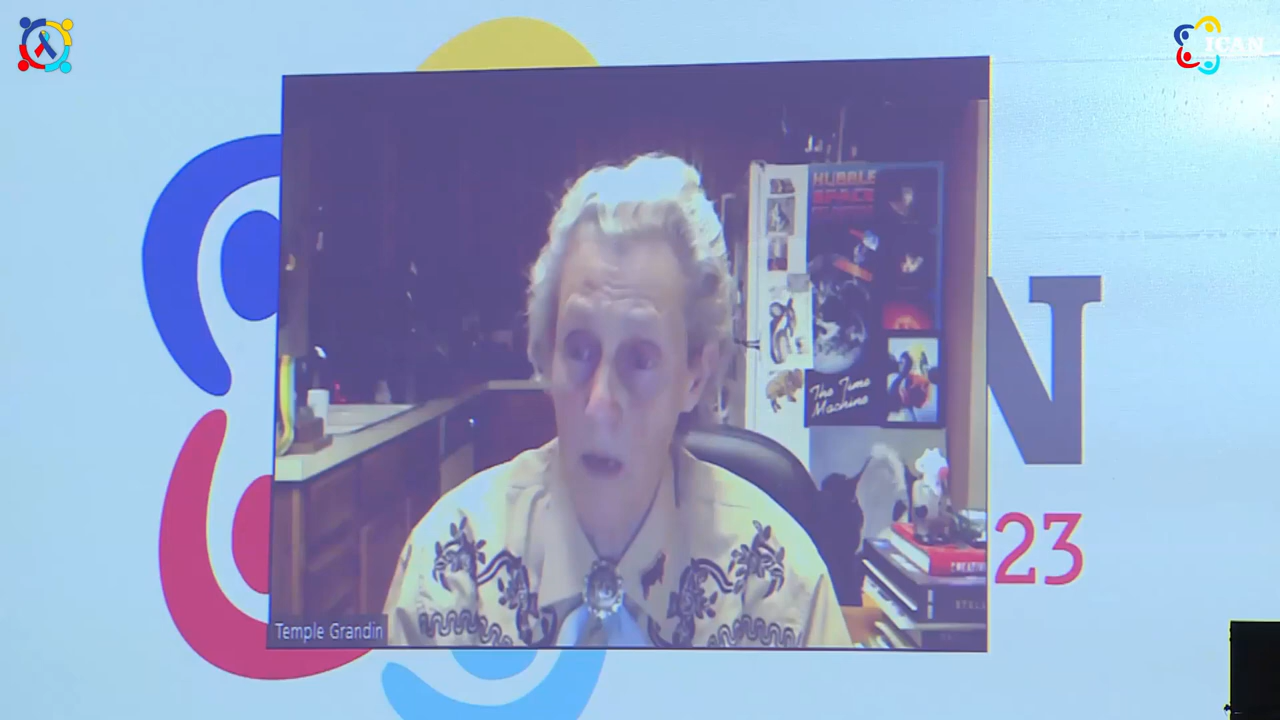 ICAN
HUBBLE
SPACE
The Time
Machine
N
23
Temple Grandin